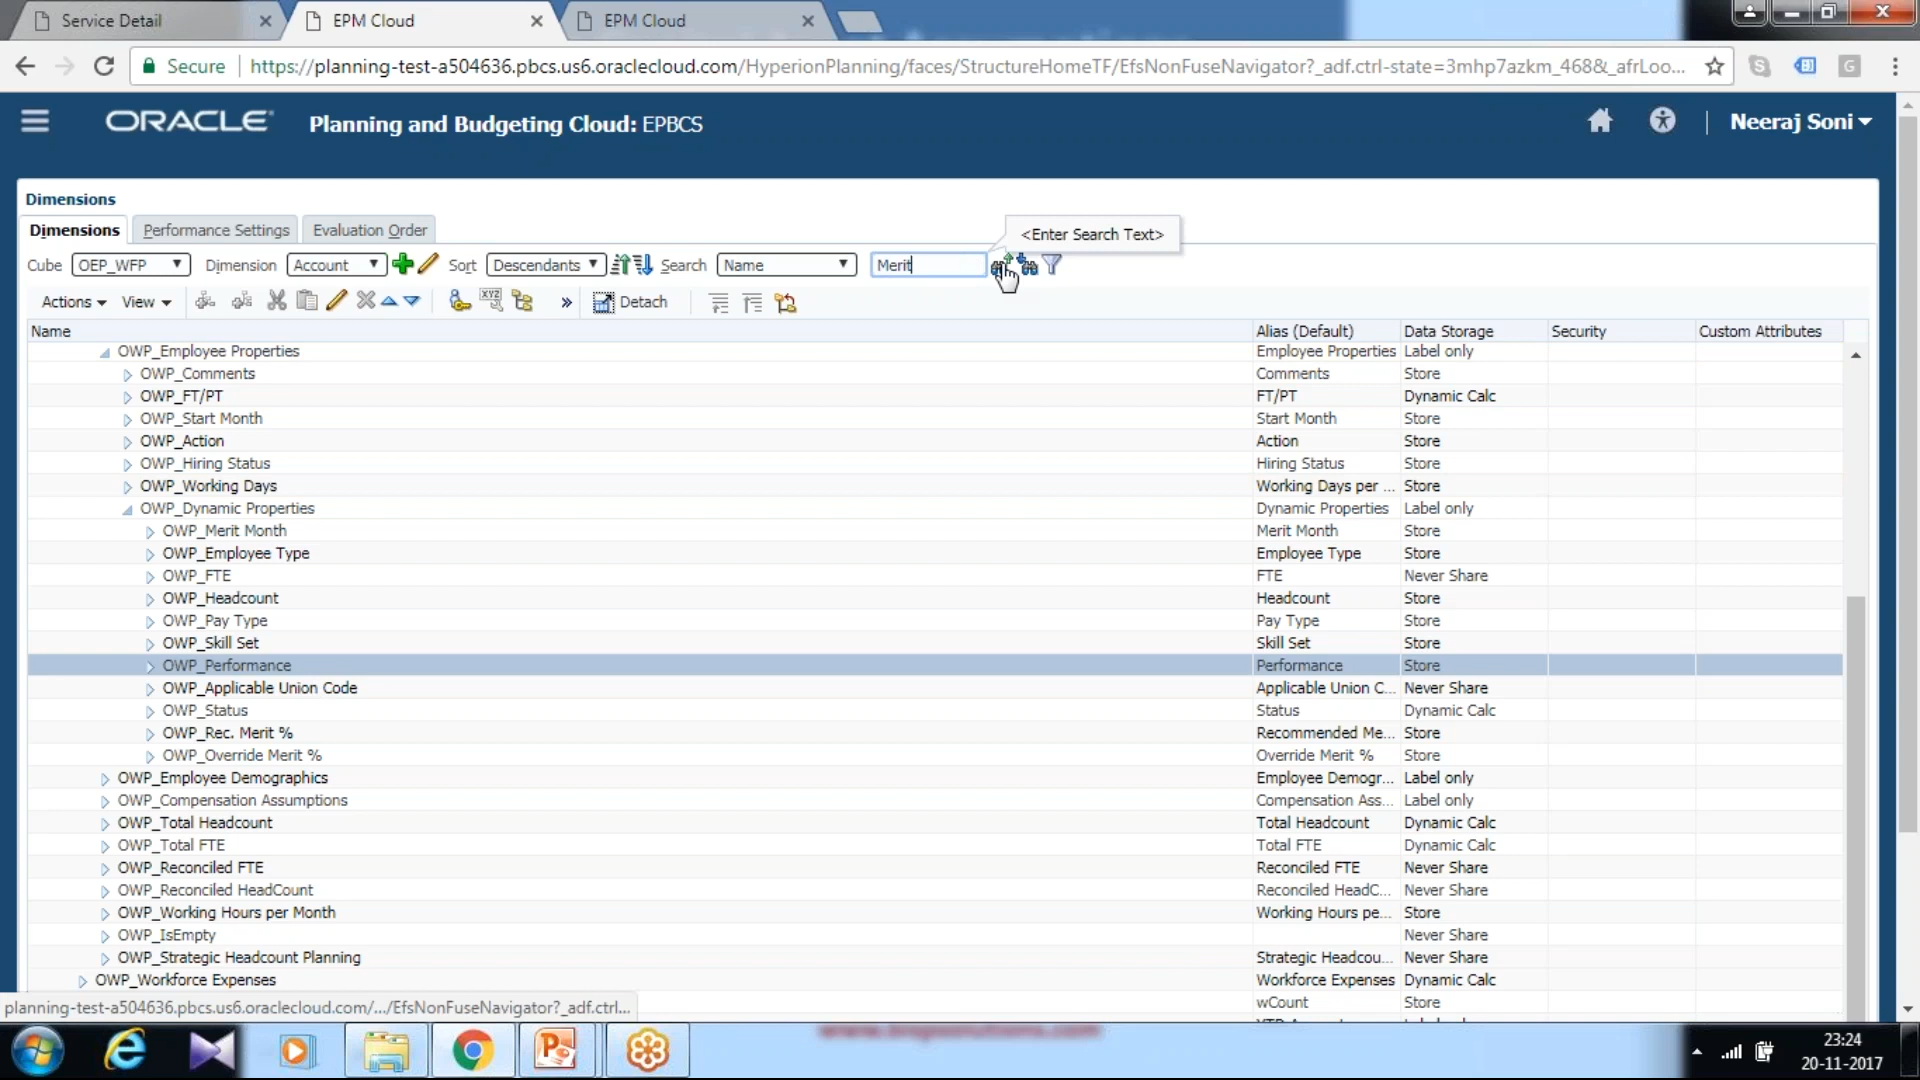 Service Detail
EPM Cloud
EPM Cloud
Secure
https://planning-test-a504636.pbcs.us6.oraclecloud.com/HyperionPlanning/faces/StructureHomeTF/EfsNonFuseNavigator?_adf.ctrl-state=3mhp7azkm_468&_afrLoo...
ORACLE Planning and Budgeting Cloud: EPBCS
Neeraj Soni
Dimensions
Dimensions Performance Settings Evaluation Order
<Enter Search Text>
Cube OEP_WFP Dimension Account Sort Descendants Search Name Merit
Actions View » Detach
Name Alias (Default) Data Storage Security Custom Attributes
OWP_Employee Properties Employee Properties Label only
OWP_Comments Comments Store
OWP_FT/PT FT/PT Dynamic Calc
OWP_Start Month Start Month Store
OWP_Action Action Store
OWP_Hiring Status Hiring Status Store
OWP_Working Days Working Days per ... Store
OWP_Dynamic Properties Dynamic Properties Label only
OWP_Merit Month Merit Month Store
OWP_Employee Type Employee Type Store
OWP_FTE FTE Never Share
OWP_Headcount Headcount Store
OWP_Pay Type Pay Type Store
OWP_Skill Set Skill Set Store
OWP_Performance Performance Store
OWP_Applicable Union Code Applicable Union C... Never Share
OWP_Status Status Dynamic Calc
OWP_Rec. Merit % Recommended Me... Store
OWP_Override Merit % Override Merit % Store
OWP_Employee Demographics Employee Demogr... Label only
OWP_Compensation Assumptions Compensation Ass... Label only
OWP_Total Headcount Total Headcount Dynamic Calc
OWP_Total FTE Total FTE Dynamic Calc
OWP_Reconciled FTE Reconciled FTE Never Share
OWP_Reconciled HeadCount Reconciled HeadC... Never Share
OWP_Working Hours per Month Working Hours pe... Store
OWP_IsEmpty Never Share
OWP_Strategic Headcount Planning Strategic Headcou... Never Share
OWP_Workforce Expenses Workforce Expenses Dynamic Calc
planning-test-a504636.pbcs.us6.oraclecloud.com/.../EfsNonFuseNavigator?_adf.ctrl...
wCount Store
23:24
20-11-2017